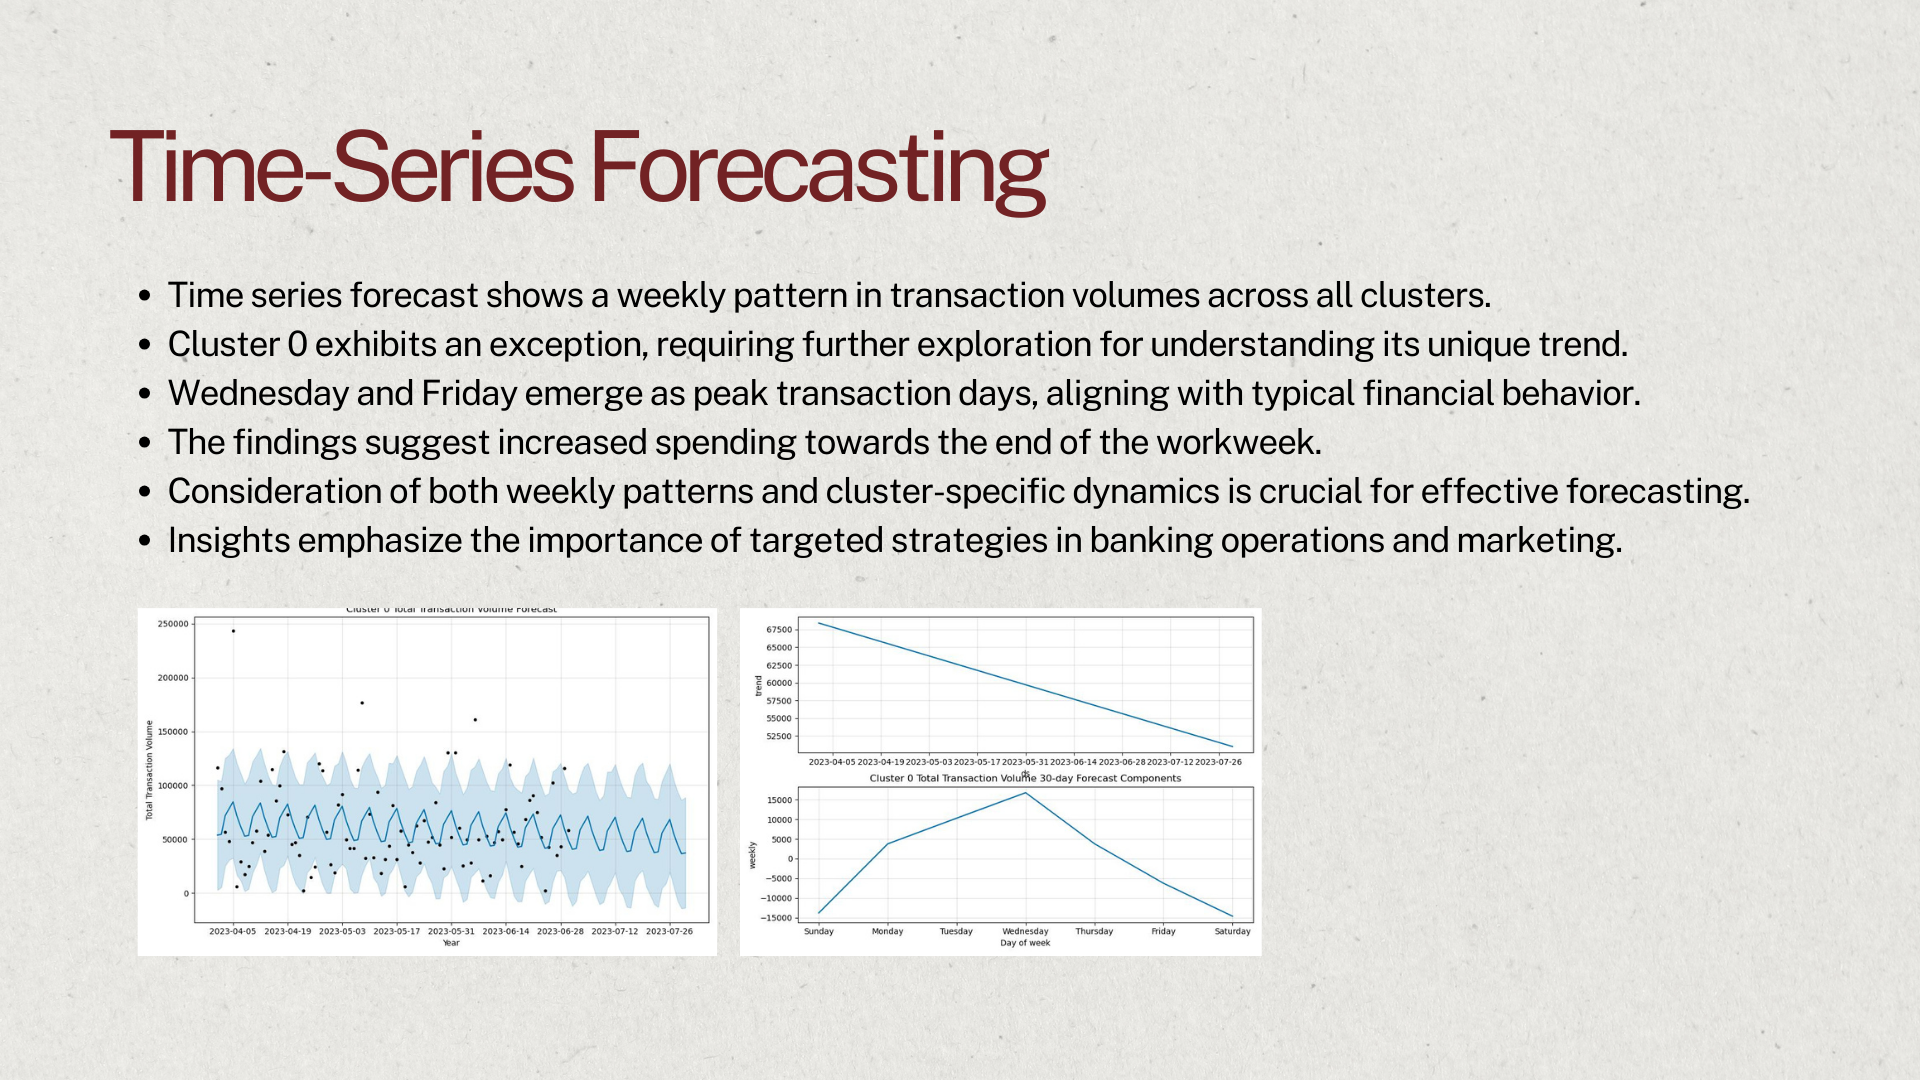 Time-Series Forecasting
• Time series forecast shows a weekly pattern in transaction volumes across all clusters.
• Cluster 0 exhibits an exception, requiring further exploration for understanding its unique trend.
• Wednesday and Friday emerge as peak transaction days, aligning with typical financial behavior.
• The findings suggest increased spending towards the end of the workweek.
• Consideration of both weekly patterns and cluster-specific dynamics is crucial for effective forecasting.
• Insights emphasize the importance of targeted strategies in banking operations and marketing.
Cluster 0 Total Transaction Volume Forecast
250000
200000
150000
100000
50000
0
Total Transaction Volume
2023-04-05 2023-04-19 2023-05-03 2023-05-17 2023-05-31 2023-06-14 2023-06-28 2023-07-12 2023-07-26
Year
67500
65000
62500
60000
57500
55000
52500
trend
2023-04-05 2023-04-19 2023-05-03 2023-05-17 2023-05-31 2023-06-14 2023-06-28 2023-07-12 2023-07-26
ds
Cluster 0 Total Transaction Volume 30-day Forecast Components
15000
10000
5000
0
−5000
−10000
−15000
weekly
Sunday Monday Tuesday Wednesday Thursday Friday Saturday
Day of week